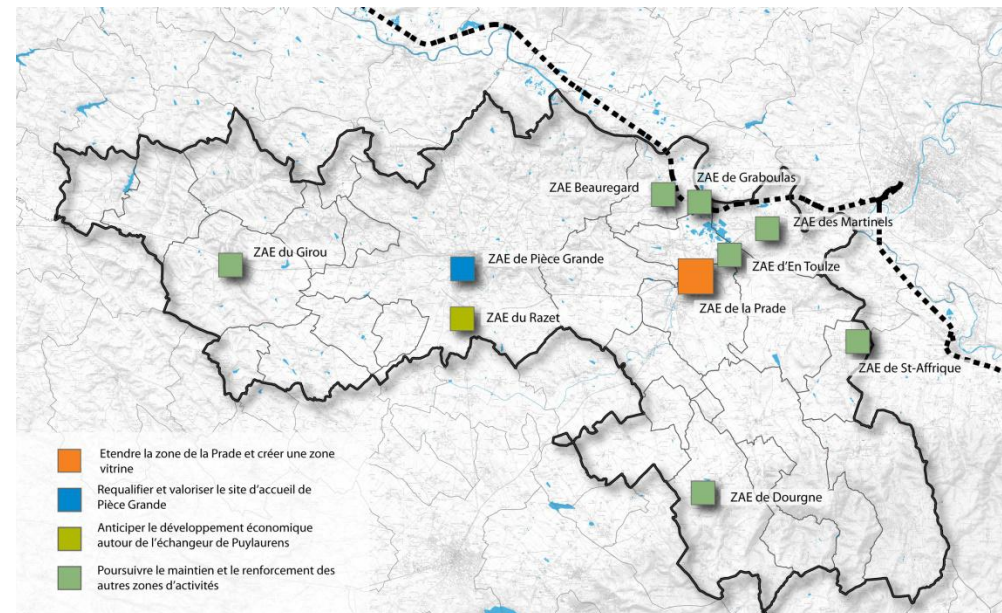 ZAE de Graboulas
ZAE Beauregard
ZAE des Martinels
ZAE du Girou
ZAE de Pièce Grande
ZAE d'En Toulze
ZAE de la Prade
ZAE du Razet
ZAE de St-Affrique
ZAE de Dourgne
Etendre la zone de la Prade et créer une zone
vitrine
Requalifier et valoriser le site d'accueil de
Pièce Grande
Anticiper le développement économique
autour de l'échangeur de Puylaurens
Poursuivre le maintien et le renforcement des
autres zones d'activités